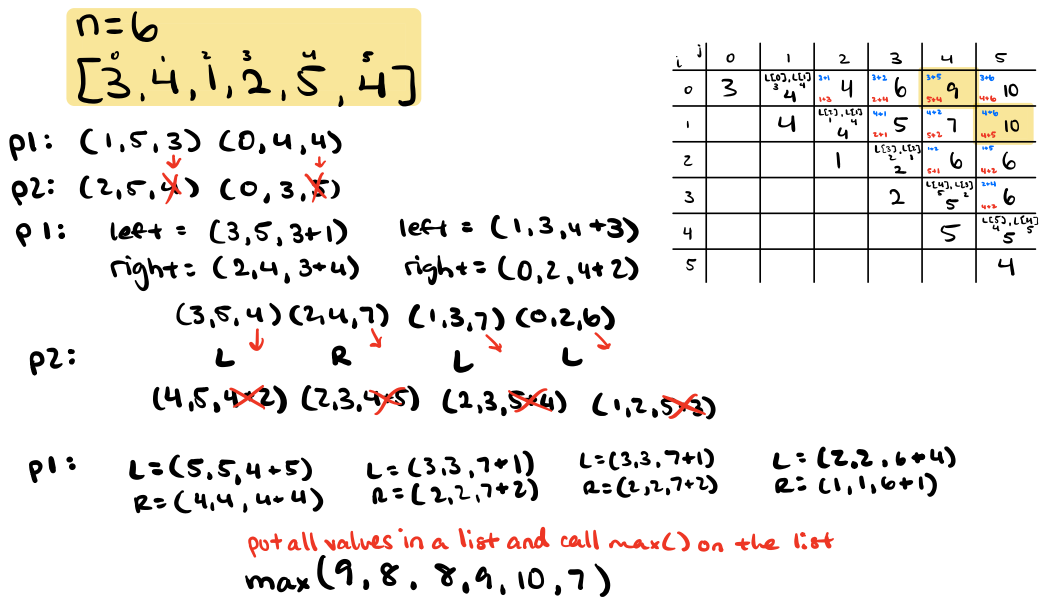 n=6
0 1 2 3 4 5
[3,4,1,2,5,4]
p1: (1,5,3) (0,4,4)
p2: (2,5,4) (0,3,5)
p1: left = (3,5,3+1) left = (1,3,4+3)
right= (2,4,3+4) right= (0,2,4+2)
(3,5,4) (2,4,7) (1,3,7) (0,2,6)
p2: L R L L
(4,5,4+2) (2,3,4+5) (2,3,5+4) (1,2,5+3)
p1: L=(5,5,4+5) L=(3,3,7+1) L=(3,3,7+1) L=(2,2,6+4)
R=(4,4,4+4) R=(2,2,7+2) R=(2,2,7+2) R=(1,1,6+1)
put all values in a list and call max() on the list
max(9,8,8,9,10,7)
i j 0 1 2 3 4 5
0 3 L[0],L[1] 3 4 4 3+1 1+3 4 3+2 2+4 6 3+5 5+4 9 3+6 4+6 10
1 4 L[2],L[1] 1 4 4 4+1 2+1 5 4+2 5+2 7 4+6 4+5 10
2 1 L[3],L[2] 2 1 2 1+2 5+1 6 1+5 4+2 6
3 2 L[4],L[3] 5 2 5 2+4 4+2 6
4 5 L[5],L[4] 4 5 5
5 4